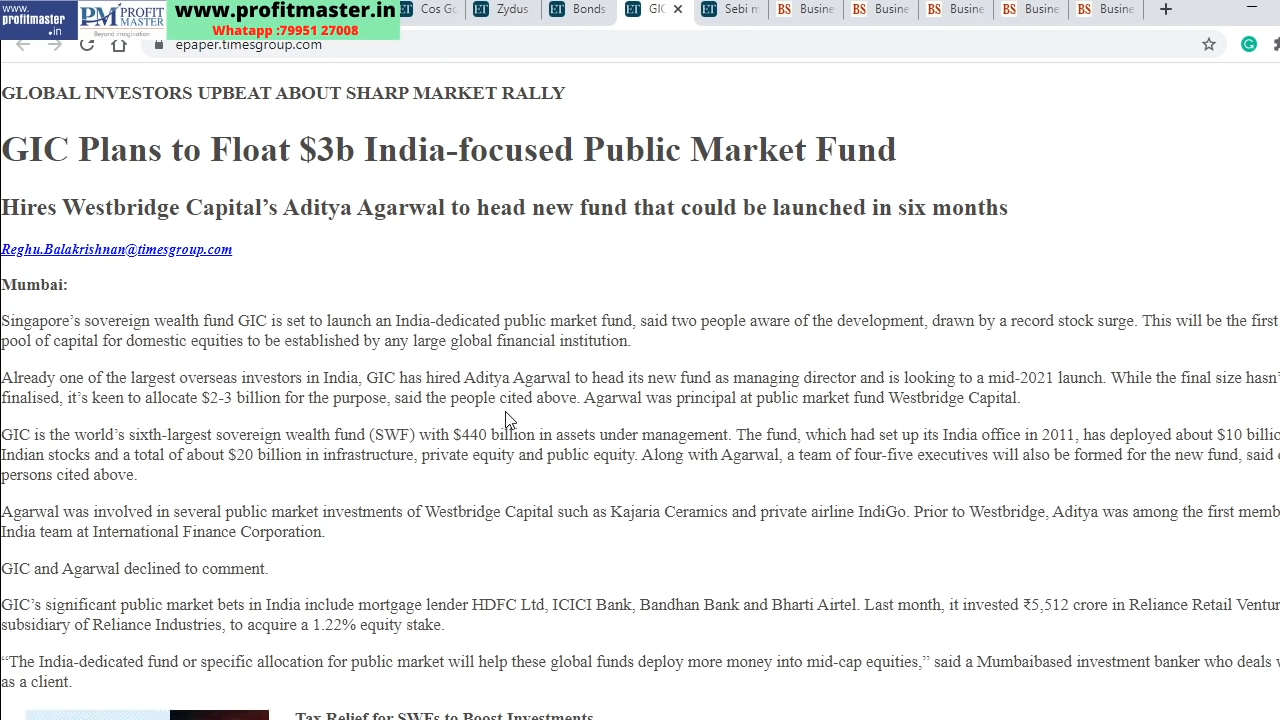 www.
profitmaster
.in
PM PROFIT MASTER
Beyond imagination
www.profitmaster.in
Whatapp :79951 27008
ET Cos Go
ET Zydus
ET Bonds
ET GIC
ET Sebi m
BS Busine
BS Busine
BS Busine
BS Busine
BS Busine
epaper.timesgroup.com
GLOBAL INVESTORS UPBEAT ABOUT SHARP MARKET RALLY
GIC Plans to Float $3b India-focused Public Market Fund
Hires Westbridge Capital’s Aditya Agarwal to head new fund that could be launched in six months
Reghu.Balakrishnan@timesgroup.com
Mumbai:
Singapore’s sovereign wealth fund GIC is set to launch an India-dedicated public market fund, said two people aware of the development, drawn by a record stock surge. This will be the first
pool of capital for domestic equities to be established by any large global financial institution.
Already one of the largest overseas investors in India, GIC has hired Aditya Agarwal to head its new fund as managing director and is looking to a mid-2021 launch. While the final size hasn’
finalised, it’s keen to allocate $2-3 billion for the purpose, said the people cited above. Agarwal was principal at public market fund Westbridge Capital.
GIC is the world’s sixth-largest sovereign wealth fund (SWF) with $440 billion in assets under management. The fund, which had set up its India office in 2011, has deployed about $10 billio
Indian stocks and a total of about $20 billion in infrastructure, private equity and public equity. Along with Agarwal, a team of four-five executives will also be formed for the new fund, said
persons cited above.
Agarwal was involved in several public market investments of Westbridge Capital such as Kajaria Ceramics and private airline IndiGo. Prior to Westbridge, Aditya was among the first memb
India team at International Finance Corporation.
GIC and Agarwal declined to comment.
GIC’s significant public market bets in India include mortgage lender HDFC Ltd, ICICI Bank, Bandhan Bank and Bharti Airtel. Last month, it invested ₹5,512 crore in Reliance Retail Ventur
subsidiary of Reliance Industries, to acquire a 1.22% equity stake.
“The India-dedicated fund or specific allocation for public market will help these global funds deploy more money into mid-cap equities,” said a Mumbaibased investment banker who deals
as a client.
Tax Relief for SWFs to Boost Investments